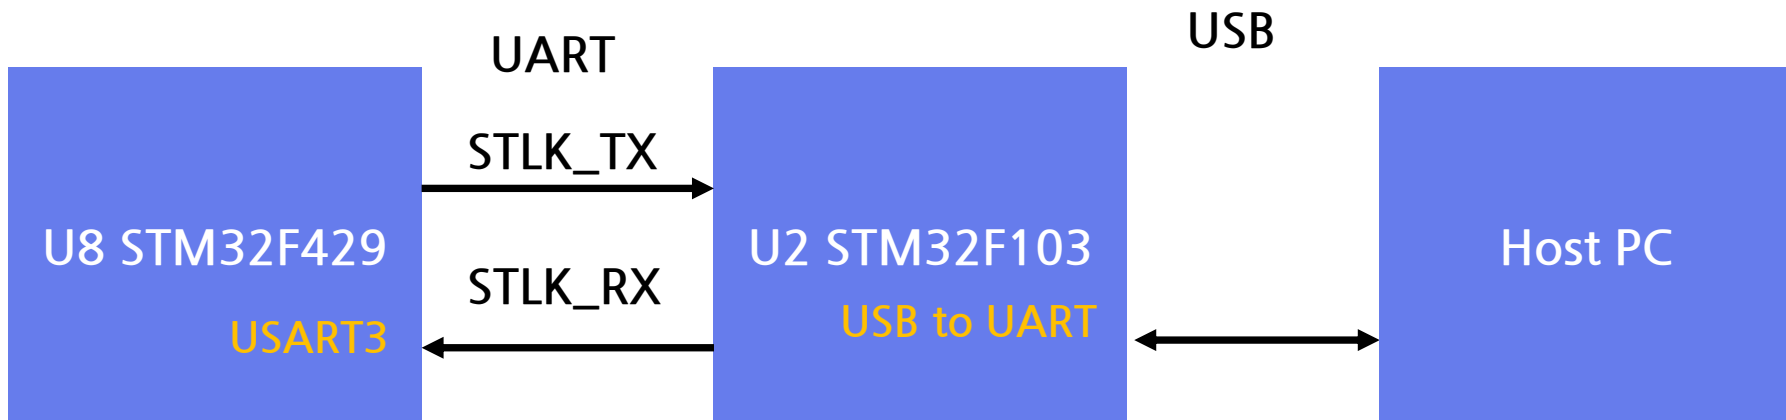 USB
UART
STLK_TX
U8 STM32F429
U2 STM32F103
Host PC
STLK_RX
USB to UART
USART3